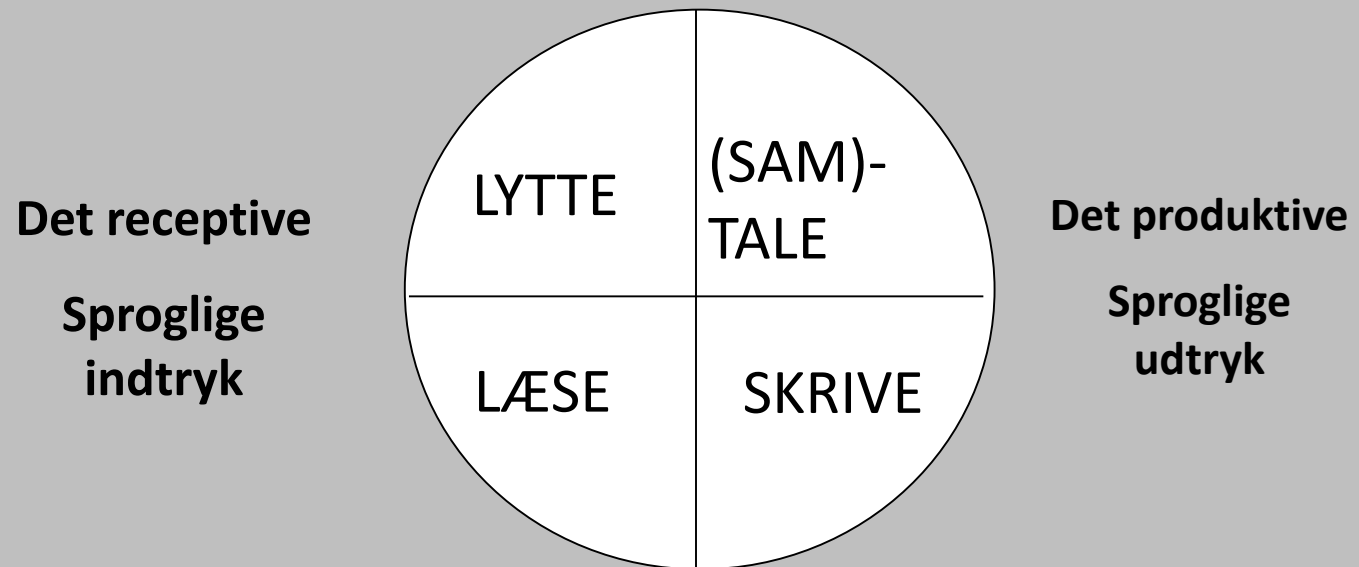 Det receptive
Sproglige
indtryk
LYTTE
(SAM)-
TALE
LÆSE
SKRIVE
Det produktive
Sproglige
udtryk